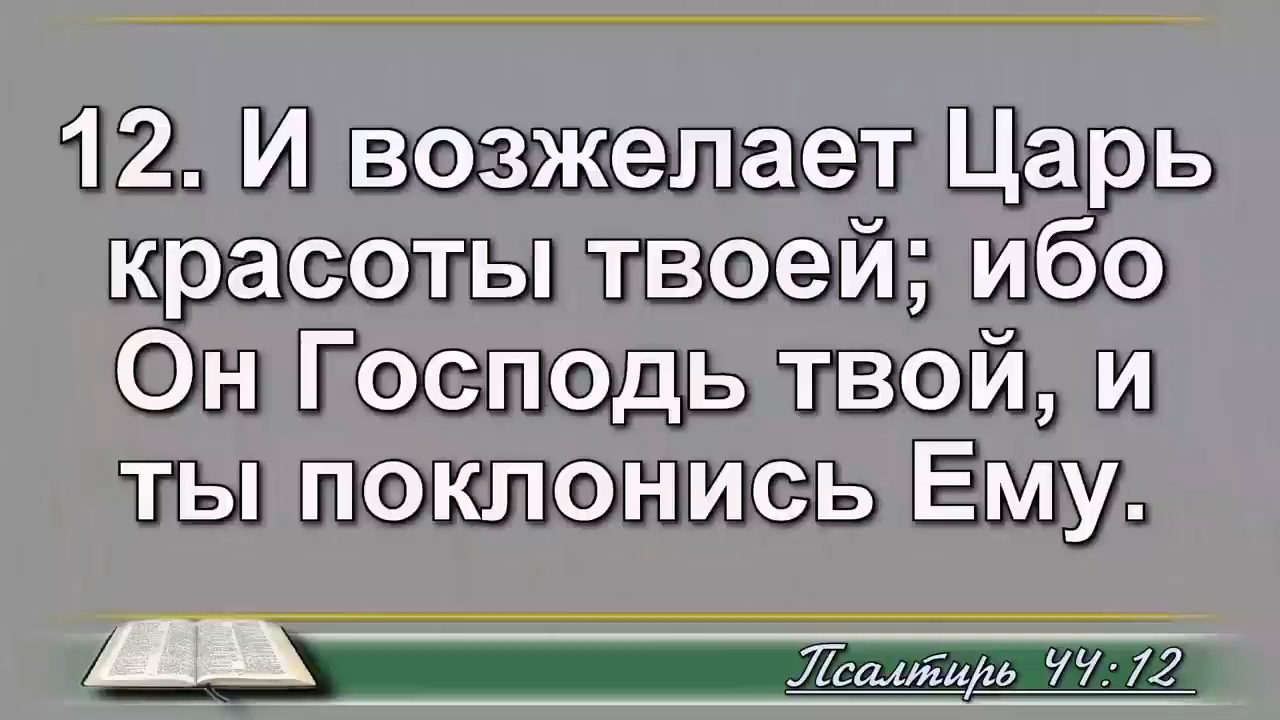 12. И возжелает Царь
красоты твоей; ибо
Он Господь твой, и
ты поклонись Ему.
Псалтирь 44:12